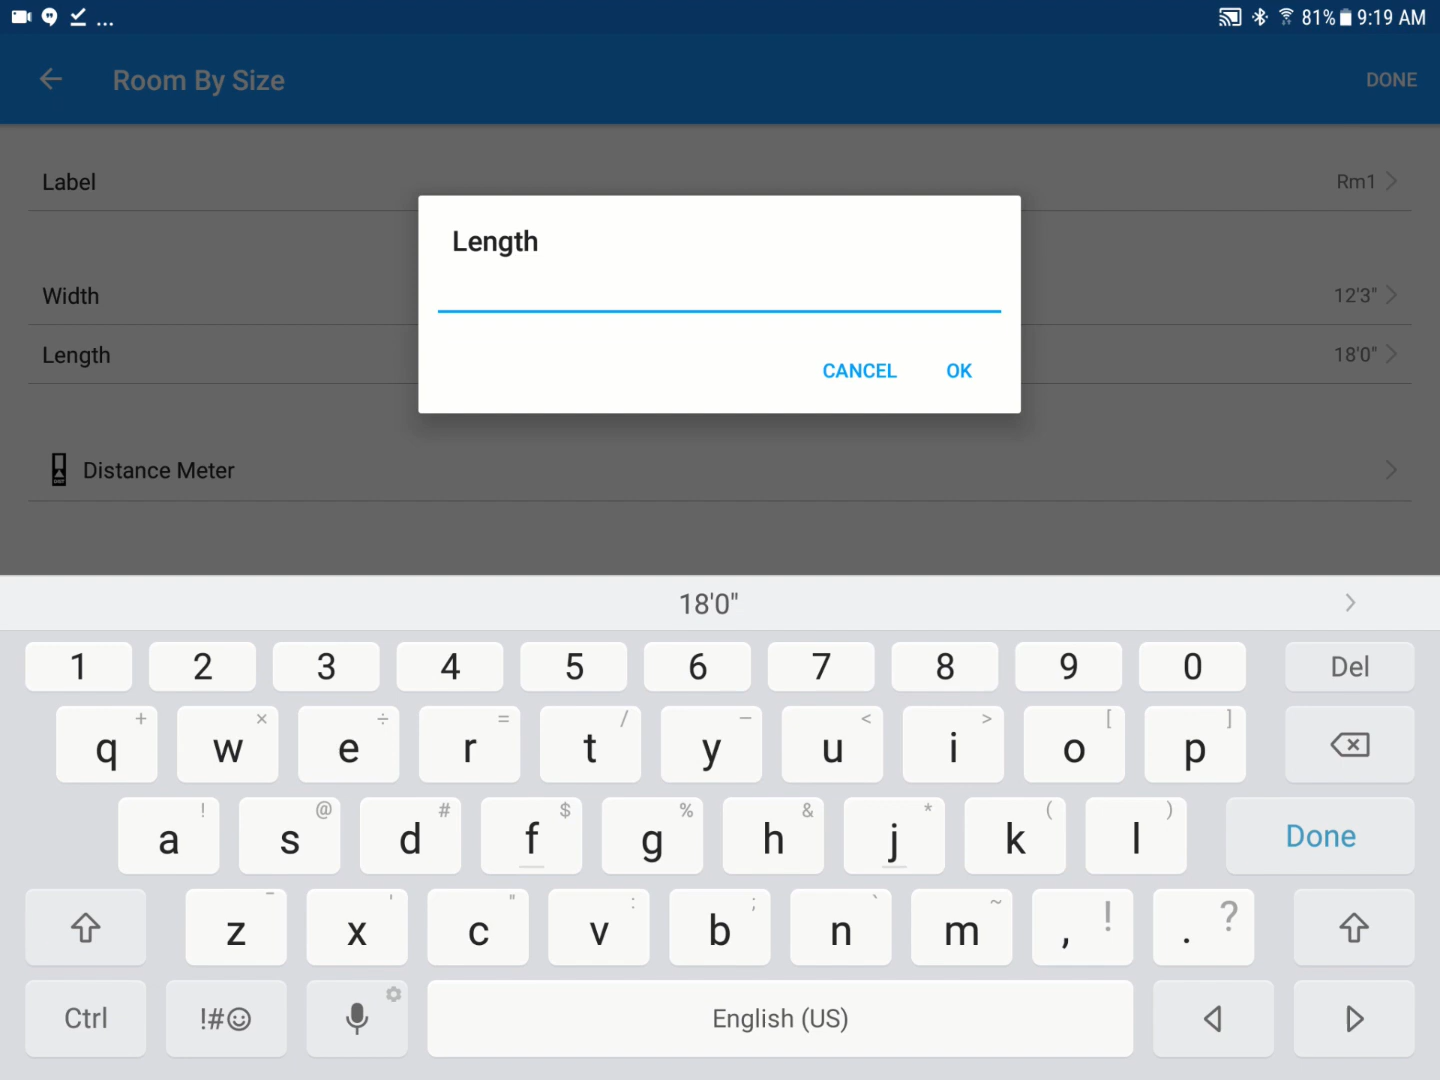 ...
81% 9:19 AM
Room By Size
DONE
Label
Rm1
Length
Width
12'3"
Length
18'0"
CANCEL OK
Distance Meter
18'0"
1 2 3 4 5 6 7 8 9 0 Del
+ × ÷ = / – < > [ ]
q w e r t y u i o p
! @ # $ % & * ( )
a s d f g h j k l Done
- ' " : ; ` ~ ! ?
z x c v b n m , .
Ctrl !#☺ English (US)